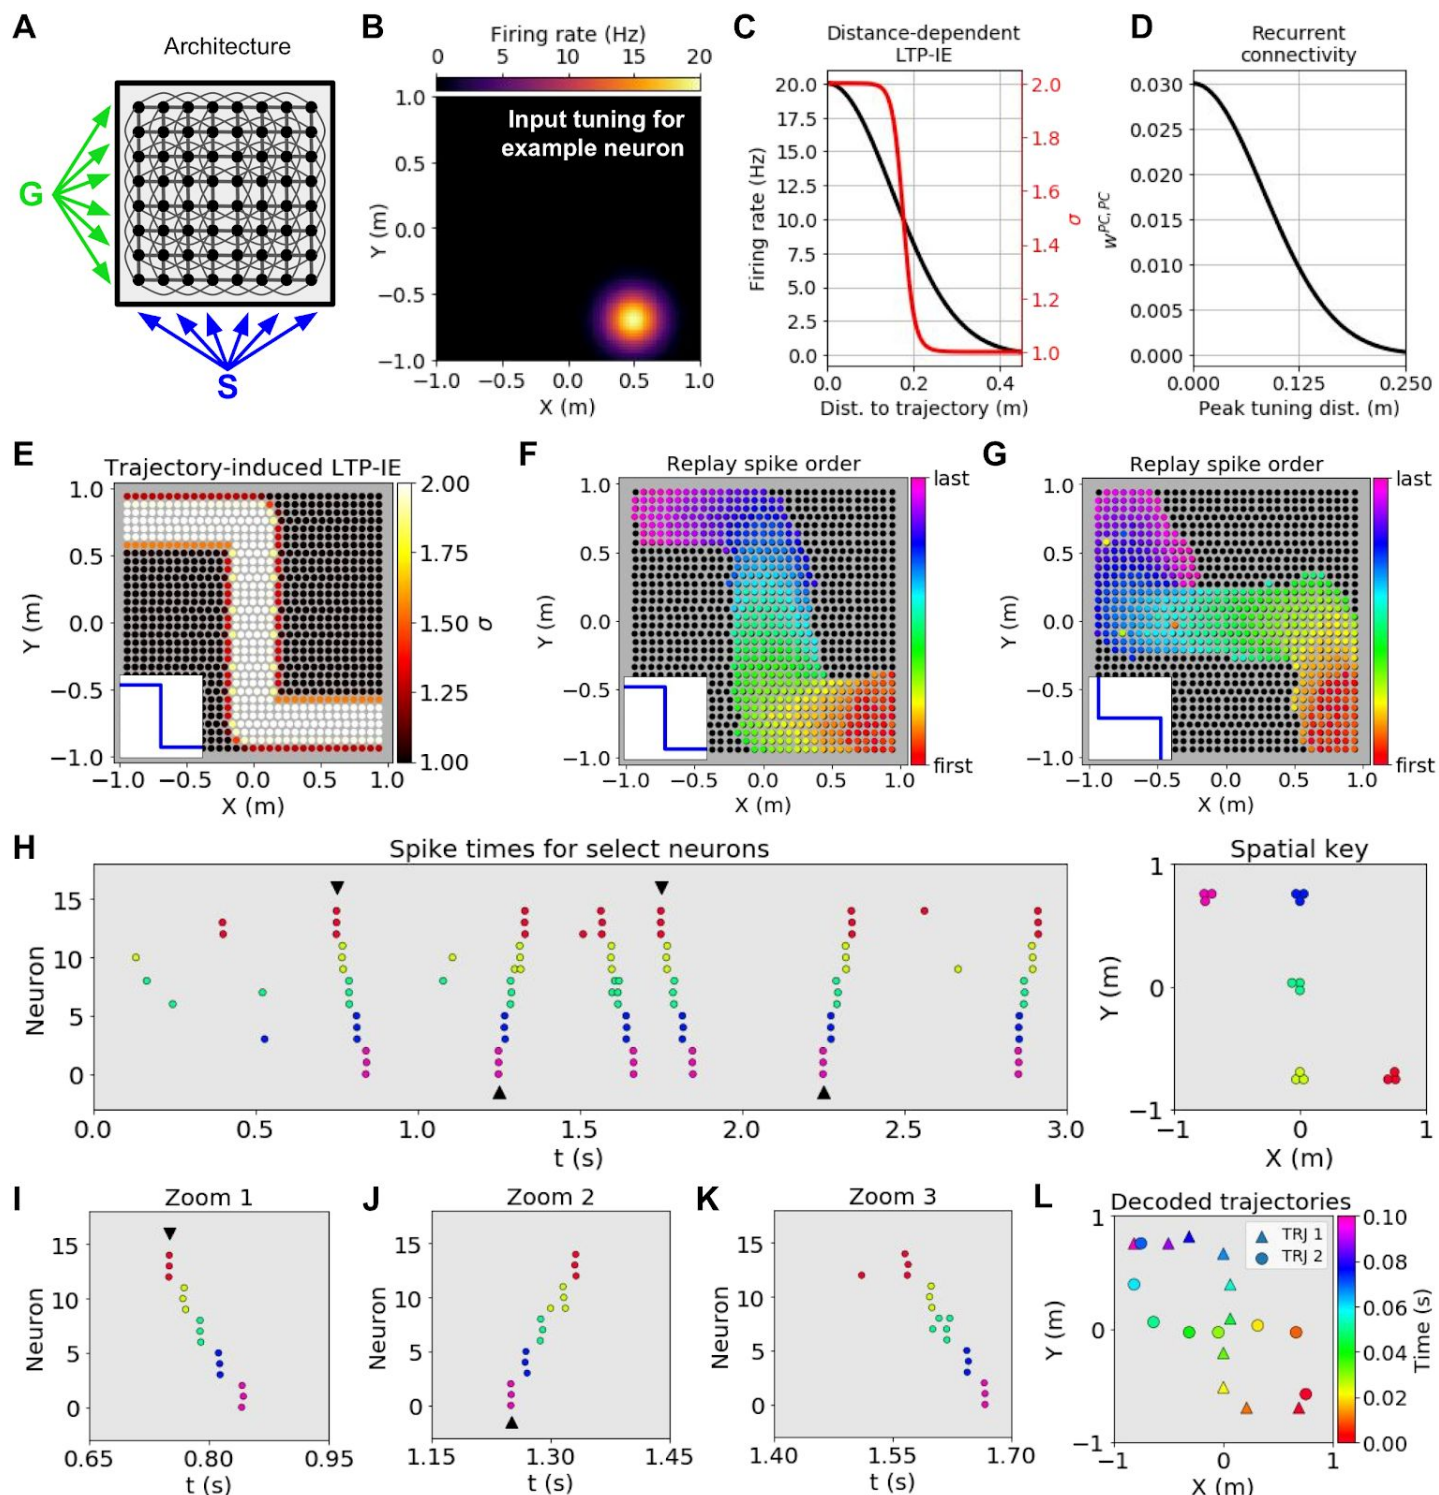 A
Architecture
G
S
B
Firing rate (Hz)
0 5 10 15 20
Input tuning for
example neuron
1.0
0.5
0.0
−0.5
−1.0
Y (m)
−1.0 −0.5 0.0 0.5 1.0
X (m)
C
Distance-dependent
LTP-IE
20.0
17.5
15.0
12.5
10.0
7.5
5.0
2.5
0.0
Firing rate (Hz)
2.0
1.8
1.6
1.4
1.2
1.0
σ
0.0 0.2 0.4
Dist. to trajectory (m)
D
Recurrent
connectivity
0.030
0.025
0.020
0.015
0.010
0.005
0.000
w^PC,PC
0.000 0.125 0.250
Peak tuning dist. (m)
E
Trajectory-induced LTP-IE
1.0
0.5
0.0
−0.5
−1.0
Y (m)
−1.0 −0.5 0.0 0.5 1.0
X (m)
2.00
1.75
1.50
1.25
1.00
σ
F
Replay spike order
1.0
0.5
0.0
−0.5
−1.0
Y (m)
−1.0 −0.5 0.0 0.5 1.0
X (m)
last
first
G
Replay spike order
1.0
0.5
0.0
−0.5
−1.0
Y (m)
−1.0 −0.5 0.0 0.5 1.0
X (m)
last
first
H
Spike times for select neurons
15
10
5
0
Neuron
0.0 0.5 1.0 1.5 2.0 2.5 3.0
t (s)
Spatial key
1
0
−1
Y (m)
−1 0 1
X (m)
I
Zoom 1
15
10
5
0
Neuron
0.65 0.80 0.95
t (s)
J
Zoom 2
15
10
5
0
Neuron
1.15 1.30 1.45
t (s)
K
Zoom 3
15
10
5
0
Neuron
1.40 1.55 1.70
t (s)
L
Decoded trajectories
TRJ 1
TRJ 2
1
0
−1
Y (m)
−1 0 1
X (m)
0.10
0.08
0.06
0.04
0.02
0.00
Time (s)